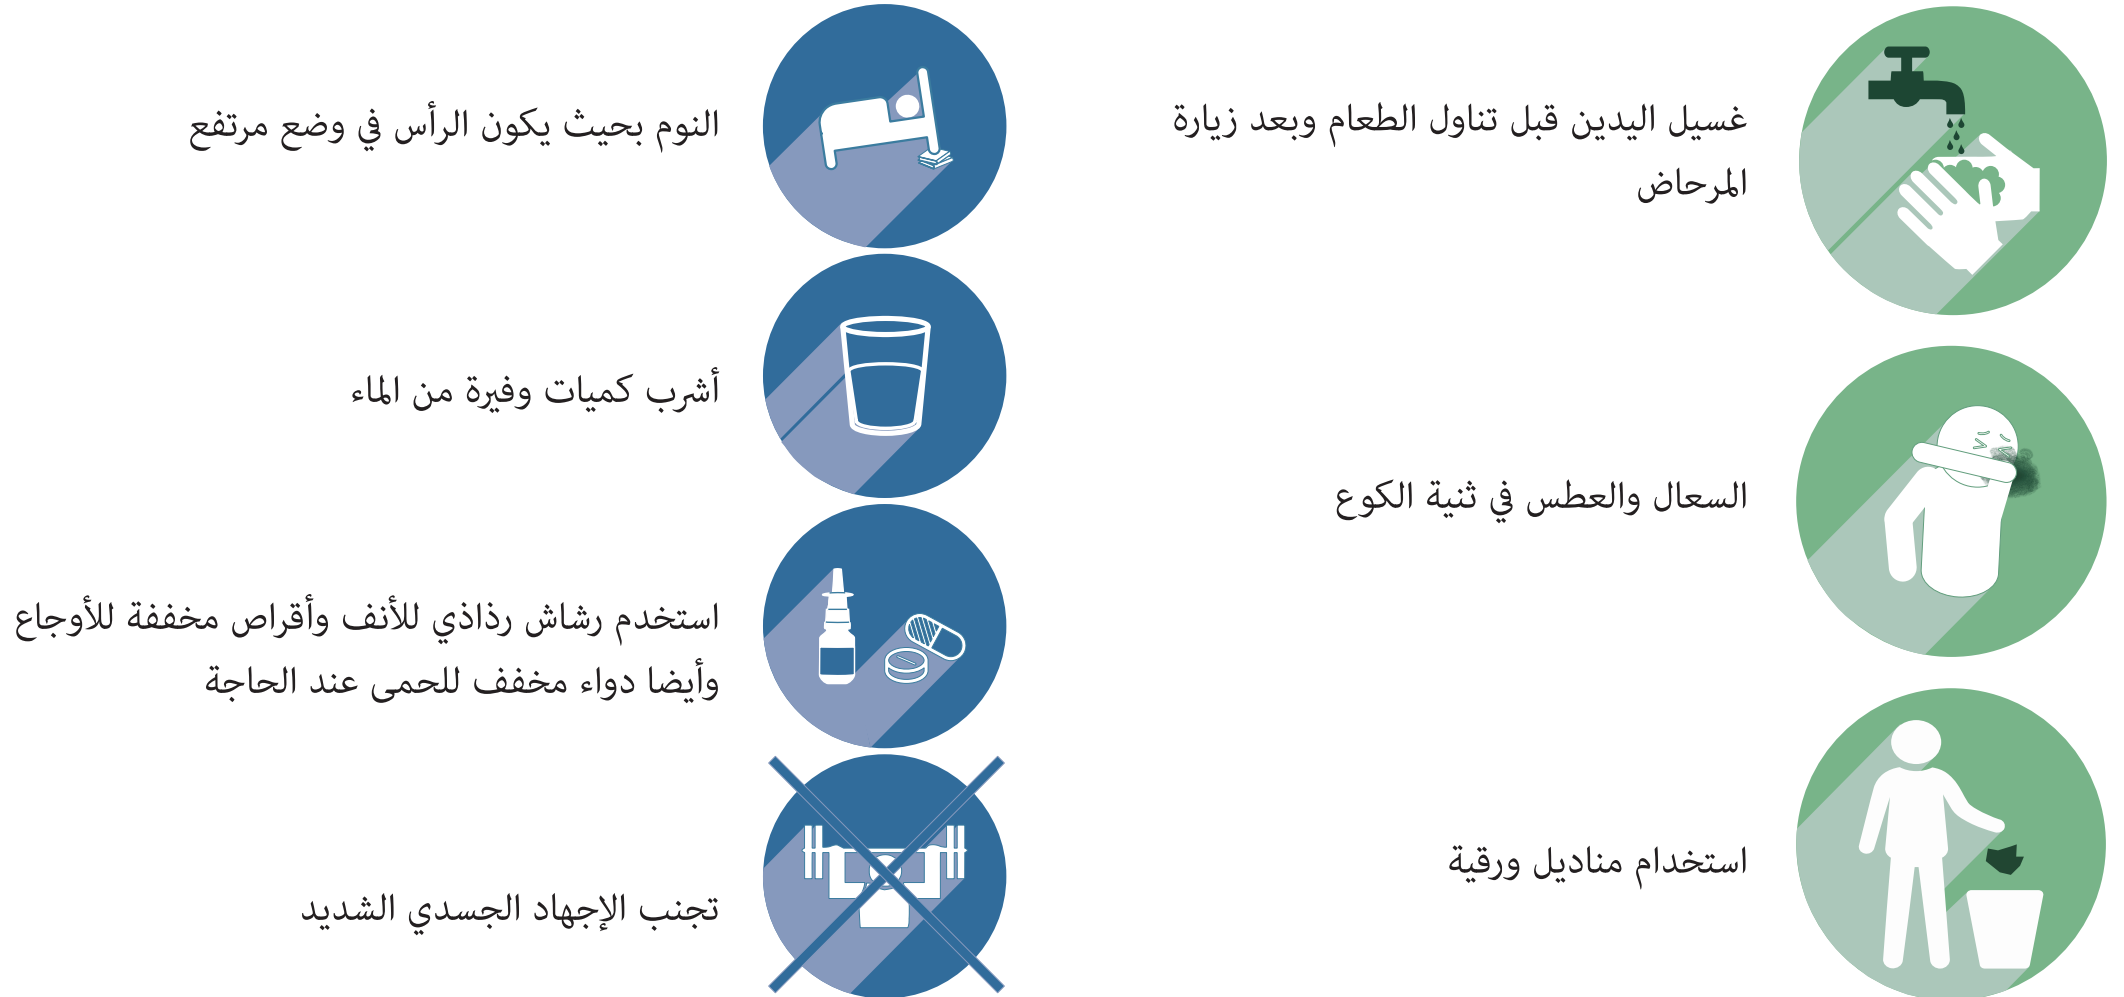 غسيل اليدين قبل تناول الطعام وبعد زيارة
المرحاض
السعال والعطس في ثنية الكوع
استخدام مناديل ورقية
النوم بحيث يكون الرأس في وضع مرتفع
أشرب كميات وفيرة من الماء
استخدم رشاش رذاذي للأنف وأقراص مخففة للأوجاع
وأيضا دواء مخفف للحمى عند الحاجة
تجنب الإجهاد الجسدي الشديد